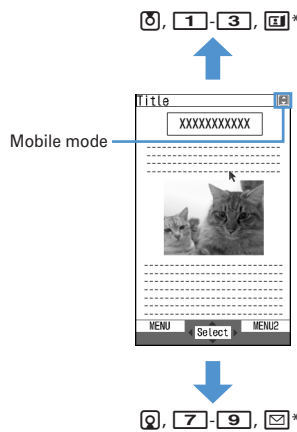 , 1 - 3, *
Title
XXXXXXXXXXX
Mobile mode
MENU Select MENU2
, 7 - 9, *